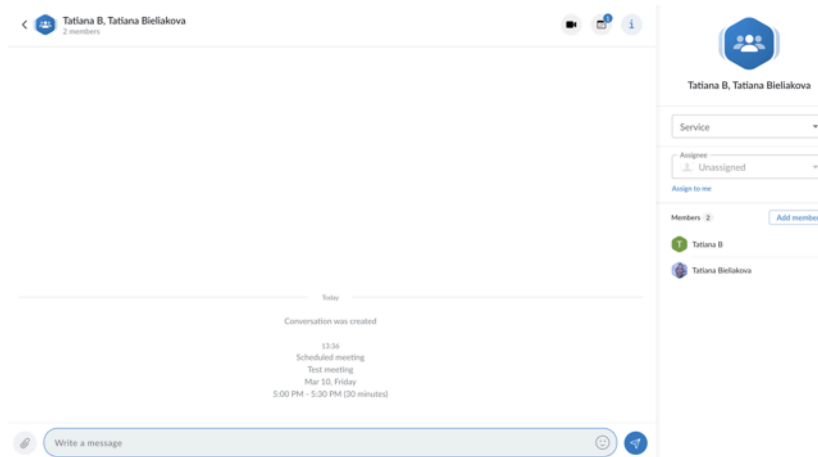 Tatiana B, Tatiana Bieliakova
2 members
1
i
Tatiana B, Tatiana Bieliakova
Service
Assignee
Unassigned
Assign to me
Members 2
Add member
T Tatiana B
Tatiana Bieliakova
Today
Conversation was created
13:36
Scheduled meeting
Test meeting
Mar 10, Friday
5:00 PM - 5:30 PM (30 minutes)
Write a message